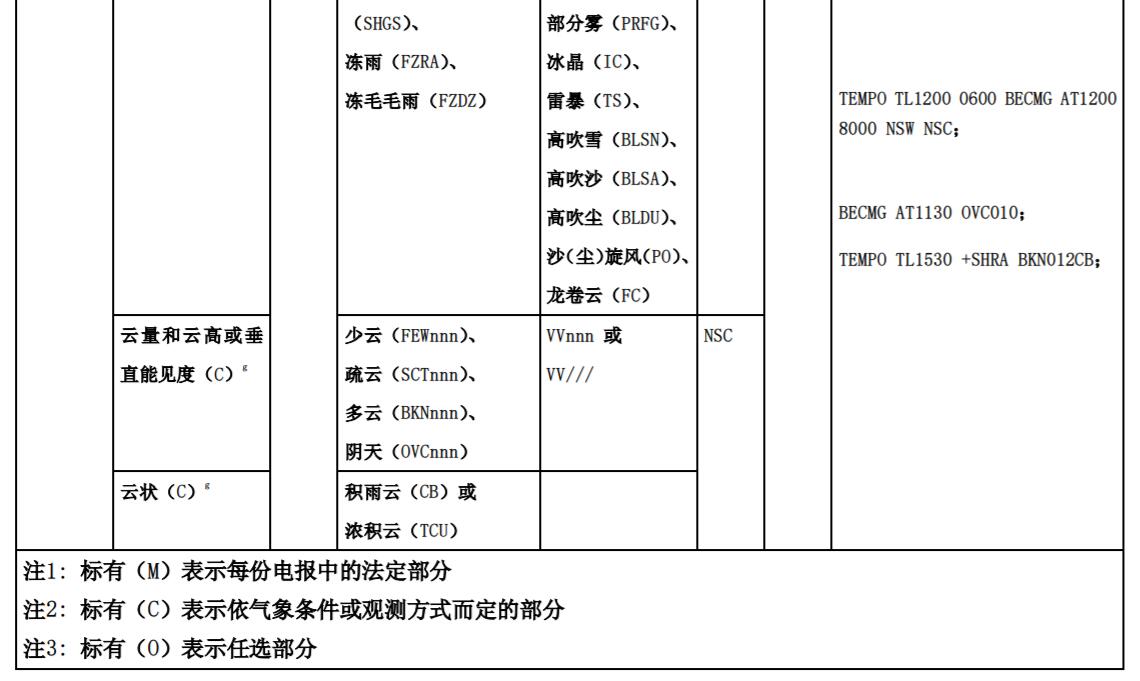 （SHGS）、
冻雨（FZRA）、
冻毛毛雨（FZDZ）
部分雾（PRFG）、
冰晶（IC）、
雷暴（TS）、
高吹雪（BLSN）、
高吹沙（BLSA）、
高吹尘（BLDU）、
沙（尘）旋风（PO）、
龙卷云（FC）
TEMPO TL1200 0600 BECMG AT1200
8000 NSW NSC；
BECMG AT1130 OVC010；
TEMPO TL1530 +SHRA BKN012CB；
云量和云高或垂
直能见度（C）g
少云（FEWnnn）、
疏云（SCTnnn）、
多云（BKNnnn）、
阴天（OVCnnn）
VVnnn 或
VV///
NSC
云状（C）g
积雨云（CB）或
浓积云（TCU）
注1: 标有（M）表示每份电报中的法定部分
注2: 标有（C）表示依气象条件或观测方式而定的部分
注3: 标有（O）表示任选部分